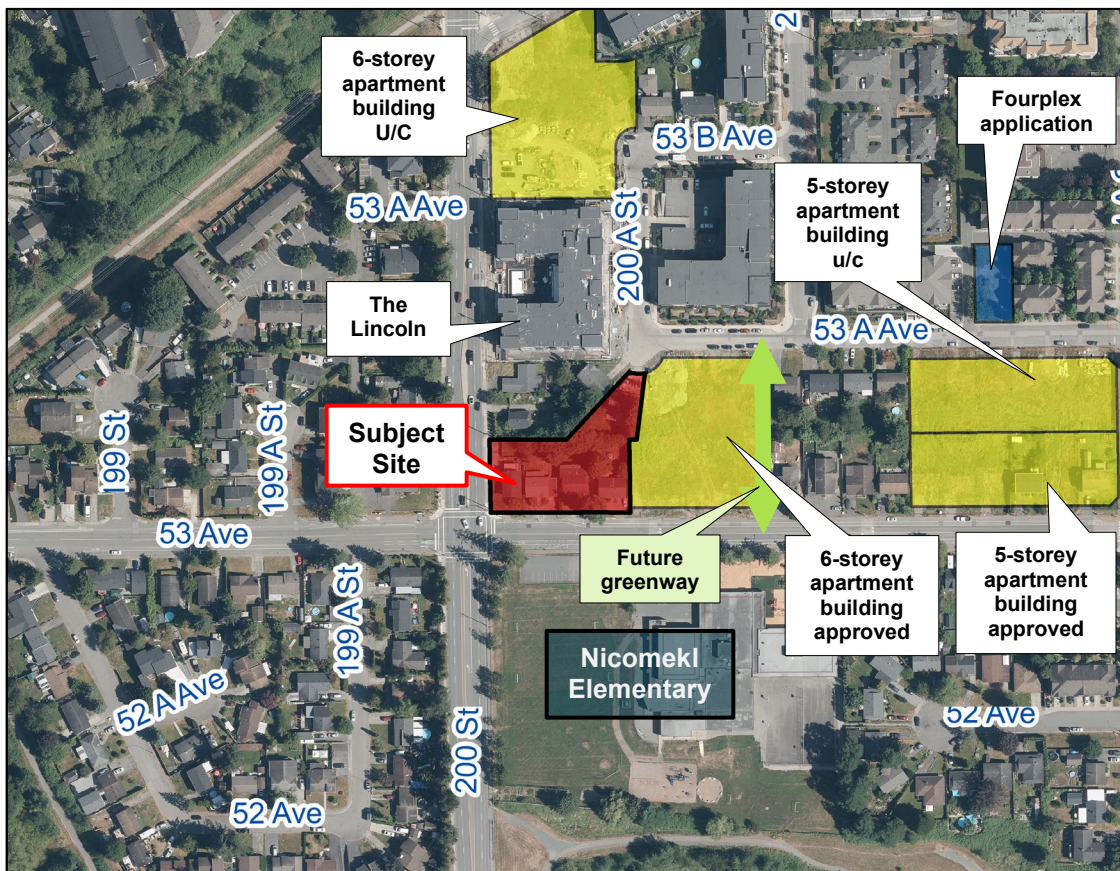 6-storey
apartment
building
U/C
2
53 B Ave
Fourplex
application
5-storey
apartment
building
u/c
53 A Ave
200 A St
The
Lincoln
53 A Ave
Subject
Site
199 St
199 A St
53 Ave
Future
greenway
6-storey
apartment
building
approved
5-storey
apartment
building
approved
199 A St
Nicomekl
Elementary
52 A Ave
200 St
52 Ave
52 Ave